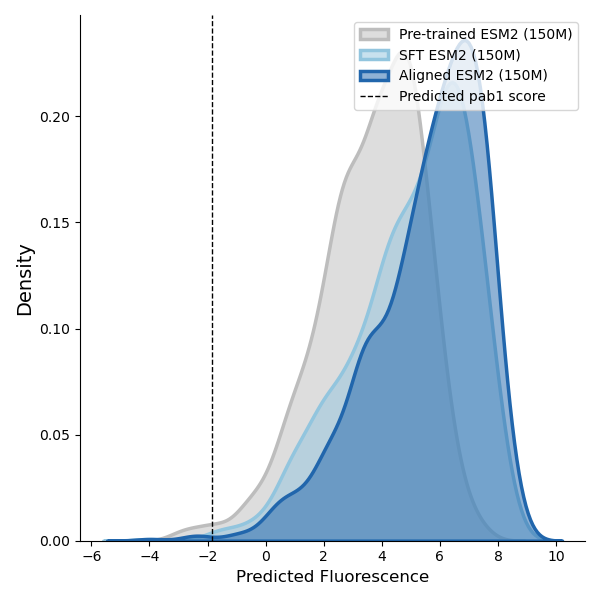 Pre-trained ESM2 (150M)
SFT ESM2 (150M)
Aligned ESM2 (150M)
Predicted pab1 score
Density
0.20
0.15
0.10
0.05
0.00
−6 −4 −2 0 2 4 6 8 10
Predicted Fluorescence